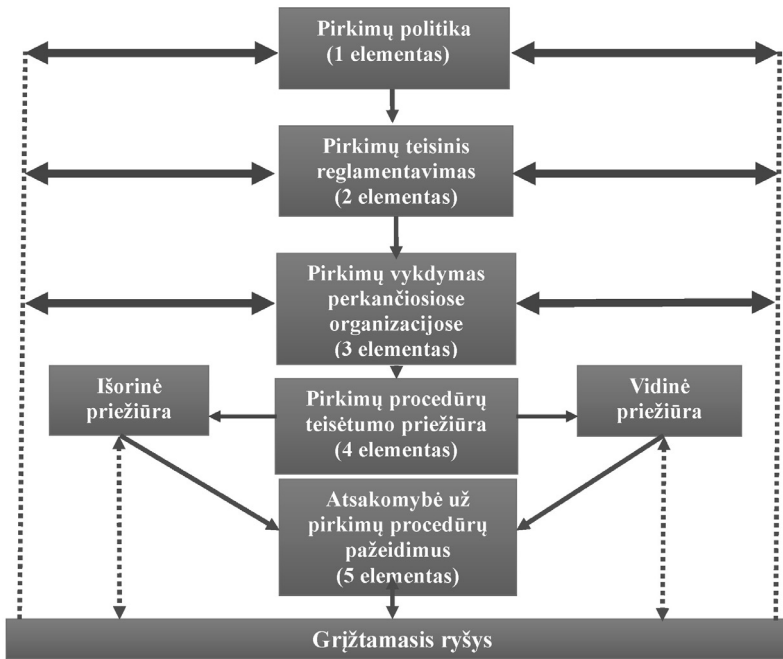 Pirkimų politika
(1 elementas)
Pirkimų teisinis
reglamentavimas
(2 elementas)
Pirkimų vykdymas
perkančiosiose
organizacijose
(3 elementas)
Išorinė
priežiūra
Pirkimų procedūrų
teisėtumo priežiūra
(4 elementas)
Vidinė
priežiūra
Atsakomybė už
pirkimų procedūrų
pažeidimus
(5 elementas)
Grįžtamasis ryšys